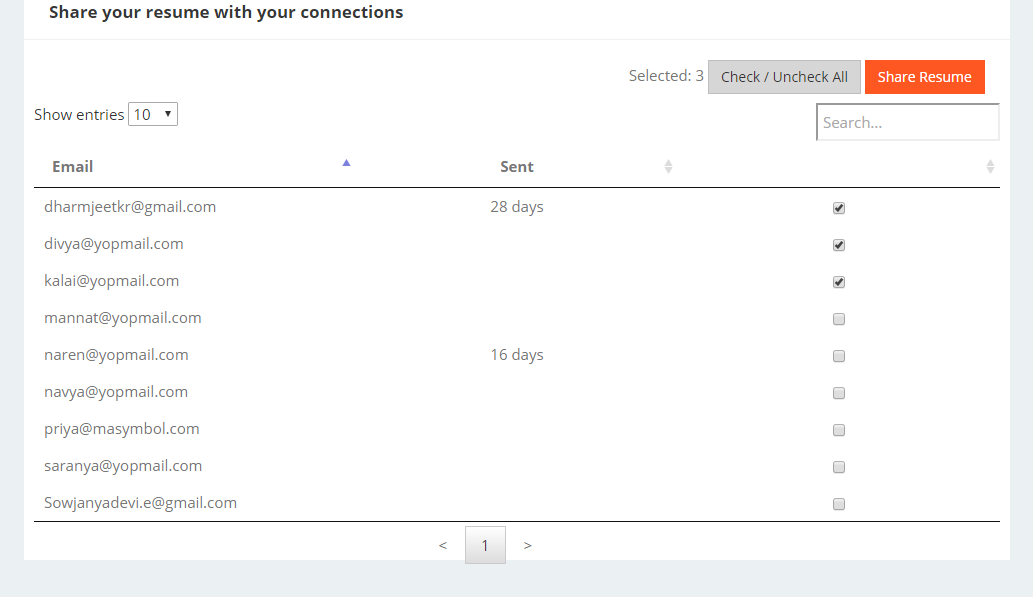 Share your resume with your connections
Selected: 3 Check / Uncheck All Share Resume
Show entries 10
Search...
Email Sent
dharmjeetkr@gmail.com 28 days
divya@yopmail.com
kalai@yopmail.com
mannat@yopmail.com
naren@yopmail.com 16 days
navya@yopmail.com
priya@masymbol.com
saranya@yopmail.com
Sowjanyadevi.e@gmail.com
< 1 >